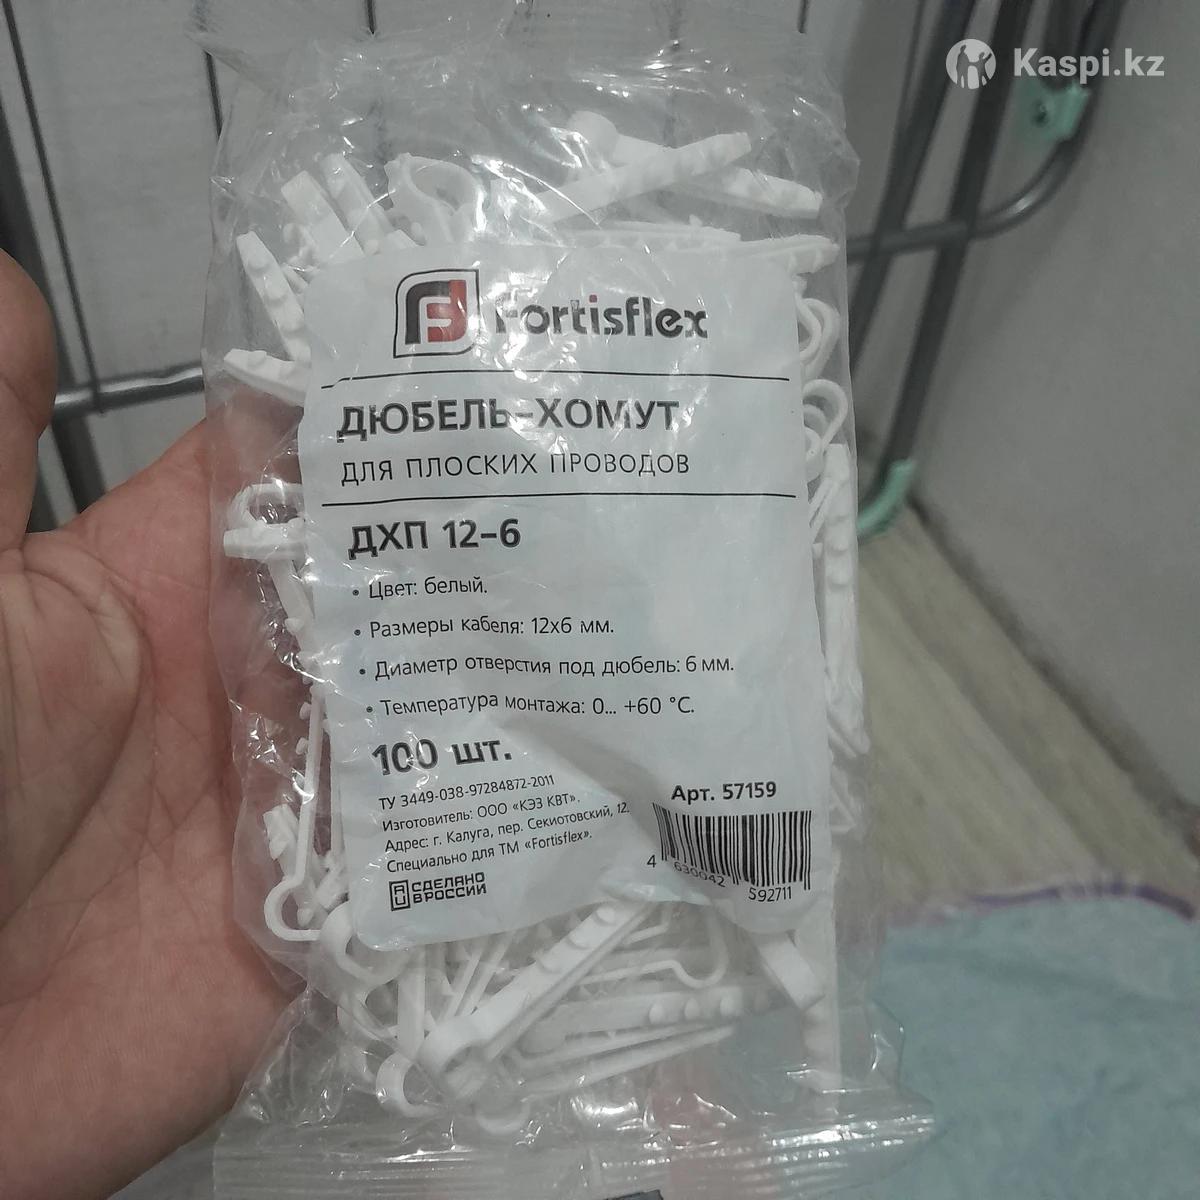 Kaspi.kz
Fortisflex
ДЮБЕЛЬ-ХОМУТ
ДЛЯ ПЛОСКИХ ПРОВОДОВ
ДХП 12-6
• Цвет: белый.
• Размеры кабеля: 12x6 мм.
• Диаметр отверстия под дюбель: 6 мм.
• Температура монтажа: 0... +60 °C.
100 шт.
ТУ 3449-038-97284872-2011
Изготовитель: ООО «КЭЗ КВТ».
Адрес: г. Калуга, пер. Секиотовский, 12.
Специально для ТМ «Fortisflex».
СДЕЛАНО
В РОССИИ
Арт. 57159
4 630042 592711